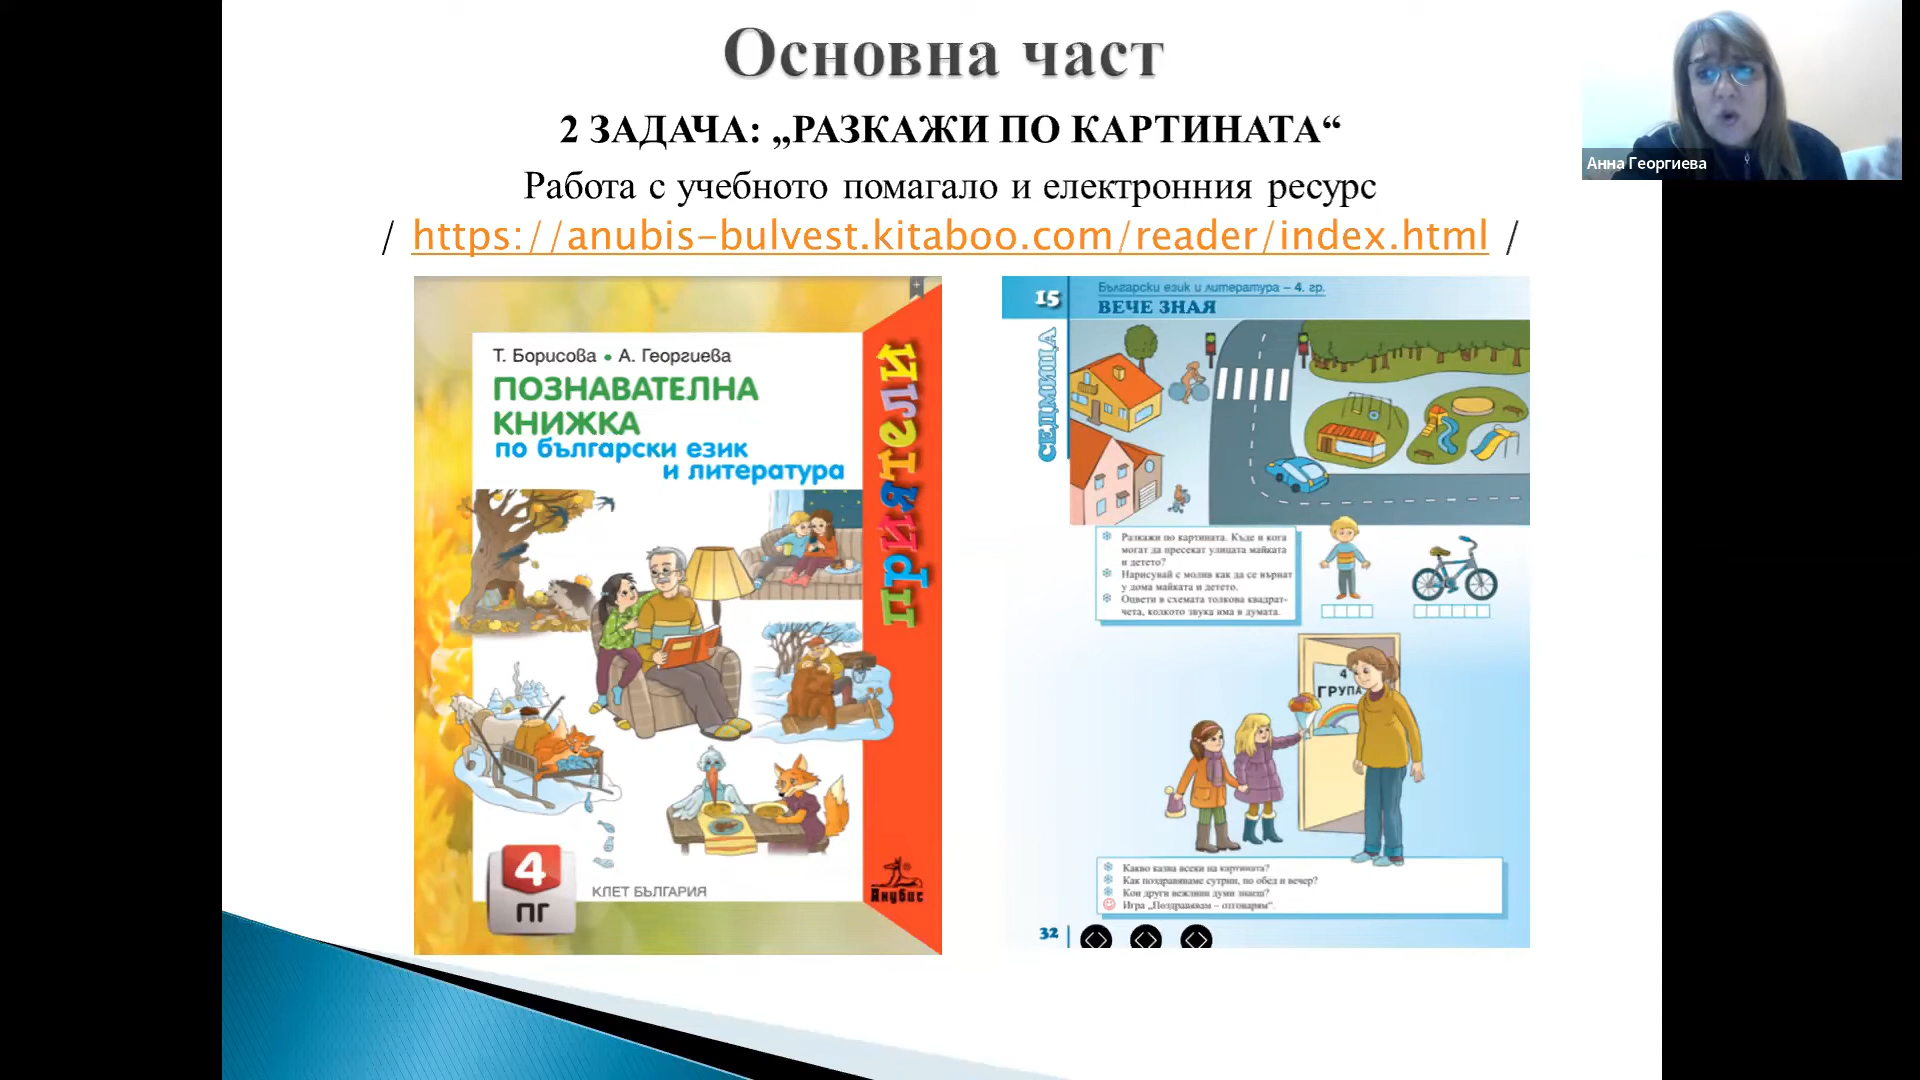 Основна част
2 ЗАДАЧА: „РАЗКАЖИ ПО КАРТИНАТА“
Работа с учебното помагало и електронния ресурс
/ https://anubis-bulvest.kitaboo.com/reader/index.html /
Анна Георгиева
Т. Борисова • А. Георгиева
ПОЗНАВАТЕЛНА
КНИЖКА
по български език
и литература
приятели
4
ПГ
КЛЕТ БЪЛГАРИЯ
Анубис
15
Български език и литература – 4. гр.
ВЕЧЕ ЗНАЯ
СЕДМИЦА
Разкажи по картината. Къде и кога
могат да пресекат улицата майката
и детето?
Нарисувай с молив как да се върнат
у дома майката и детето.
Оцвети в схемата толкова квадрат-
чета, колкото звука има в думата.
4
ГРУПА
Какво казва всеки на картината?
Как поздравяваме сутрин, по обед и вечер?
Кои други вежливи думи знаеш?
Игра „Поздравявам – отговарям“.
32